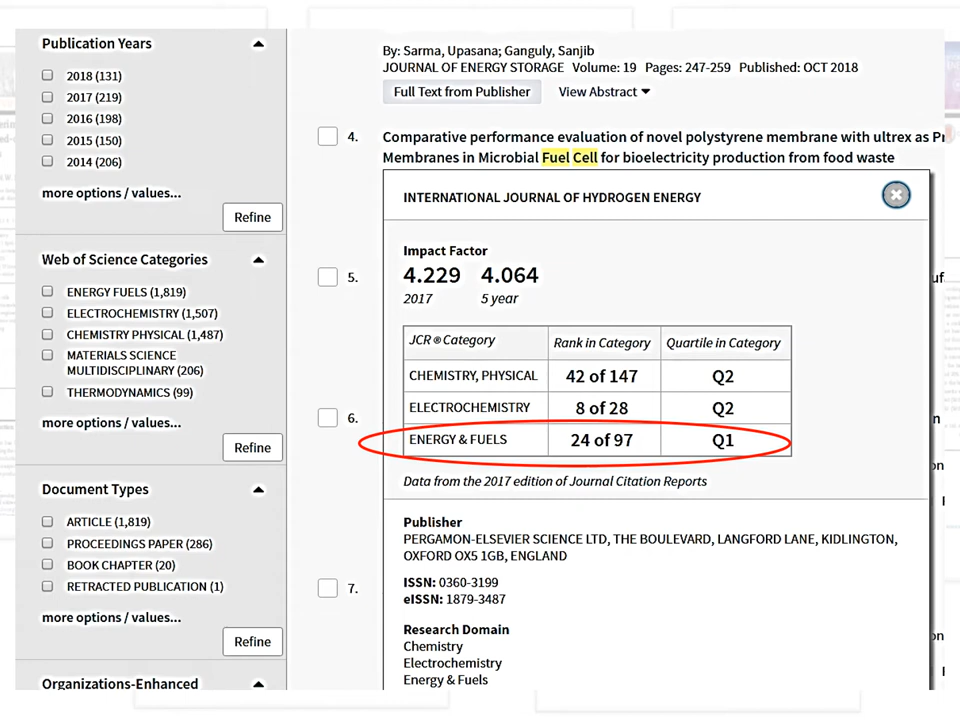 Publication Years
2018 (131)
2017 (219)
2016 (198)
2015 (150)
2014 (206)
more options / values...
Refine
Web of Science Categories
ENERGY FUELS (1,819)
ELECTROCHEMISTRY (1,507)
CHEMISTRY PHYSICAL (1,487)
MATERIALS SCIENCE
MULTIDISCIPLINARY (206)
THERMODYNAMICS (99)
more options / values...
Refine
Document Types
ARTICLE (1,819)
PROCEEDINGS PAPER (286)
BOOK CHAPTER (20)
RETRACTED PUBLICATION (1)
more options / values...
Refine
Organizations-Enhanced
By: Sarma, Upasana; Ganguly, Sanjib
JOURNAL OF ENERGY STORAGE Volume: 19 Pages: 247-259 Published: OCT 2018
Full Text from Publisher View Abstract
4. Comparative performance evaluation of novel polystyrene membrane with ultrex as Pr
Membranes in Microbial Fuel Cell for bioelectricity production from food waste
INTERNATIONAL JOURNAL OF HYDROGEN ENERGY
Impact Factor
4.229 4.064
2017 5 year
JCR ® Category Rank in Category Quartile in Category
CHEMISTRY, PHYSICAL 42 of 147 Q2
ELECTROCHEMISTRY 8 of 28 Q2
ENERGY & FUELS 24 of 97 Q1
Data from the 2017 edition of Journal Citation Reports
Publisher
PERGAMON-ELSEVIER SCIENCE LTD, THE BOULEVARD, LANGFORD LANE, KIDLINGTON,
OXFORD OX5 1GB, ENGLAND
ISSN: 0360-3199
eISSN: 1879-3487
Research Domain
Chemistry
Electrochemistry
Energy & Fuels
5.
6.
7.